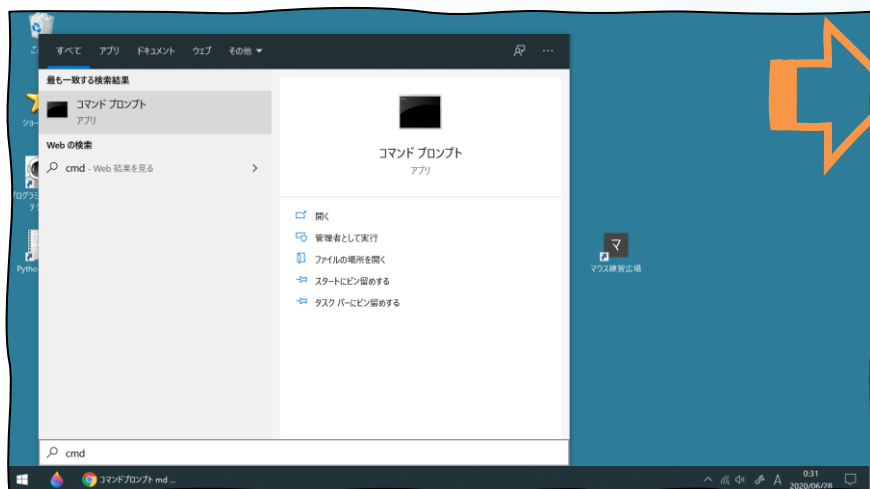 すべて アプリ ドキュメント ウェブ その他
最も一致する検索結果
コマンド プロンプト
アプリ
Web の検索
cmd - Web 結果を見る
コマンド プロンプト
アプリ
開く
管理者として実行
ファイルの場所を開く
スタートにピン留めする
タスク バーにピン留めする
マウス練習広場
cmd
コマンドプロンプト md ...
A
0:31
2020/06/28